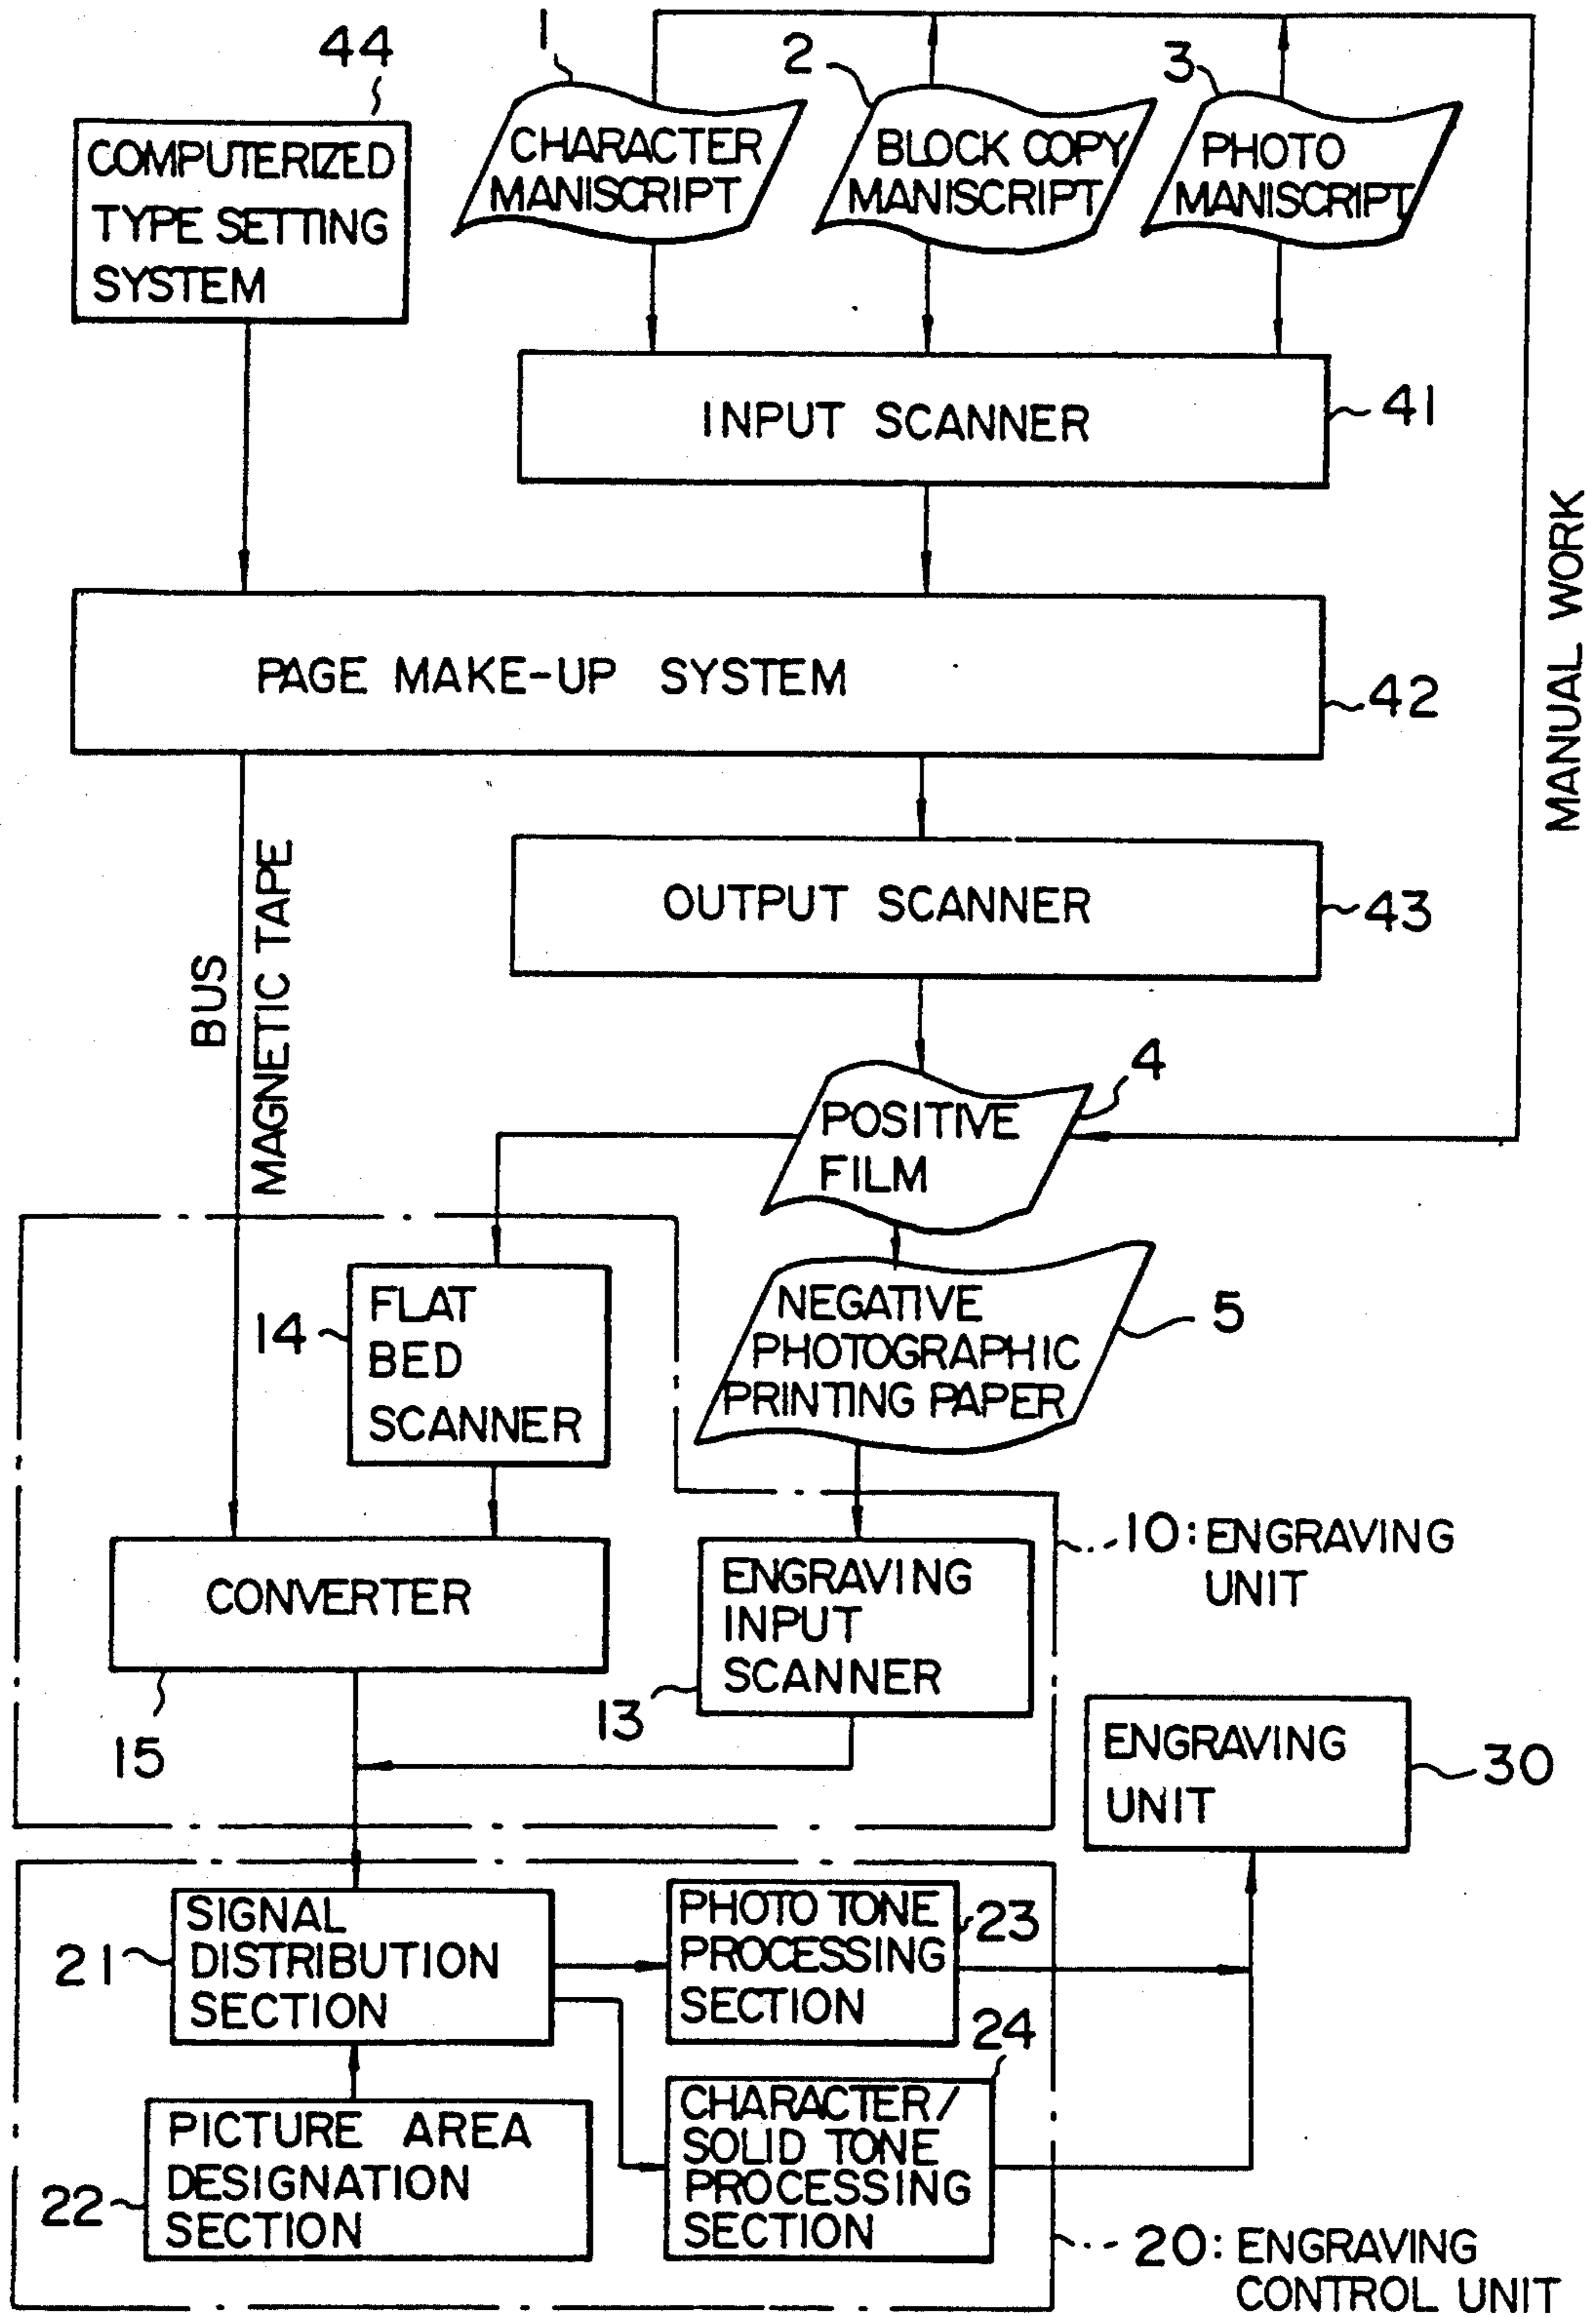 44
COMPUTERIZED
TYPE SETTING
SYSTEM
1
CHARACTER
MANISCRIPT
2
BLOCK COPY
MANISCRIPT
3
PHOTO
MANISCRIPT
INPUT SCANNER
41
MANUAL WORK
PAGE MAKE-UP SYSTEM
42
OUTPUT SCANNER
43
BUS
MAGNETIC TAPE
4
POSITIVE
FILM
14
FLAT
BED
SCANNER
NEGATIVE
PHOTOGRAPHIC
PRINTING PAPER
5
CONVERTER
15
ENGRAVING
INPUT
SCANNER
13
10: ENGRAVING
UNIT
ENGRAVING
UNIT
30
21
SIGNAL
DISTRIBUTION
SECTION
PHOTO TONE
PROCESSING
SECTION
23
22
PICTURE AREA
DESIGNATION
SECTION
24
CHARACTER/
SOLID TONE
PROCESSING
SECTION
20: ENGRAVING
CONTROL UNIT